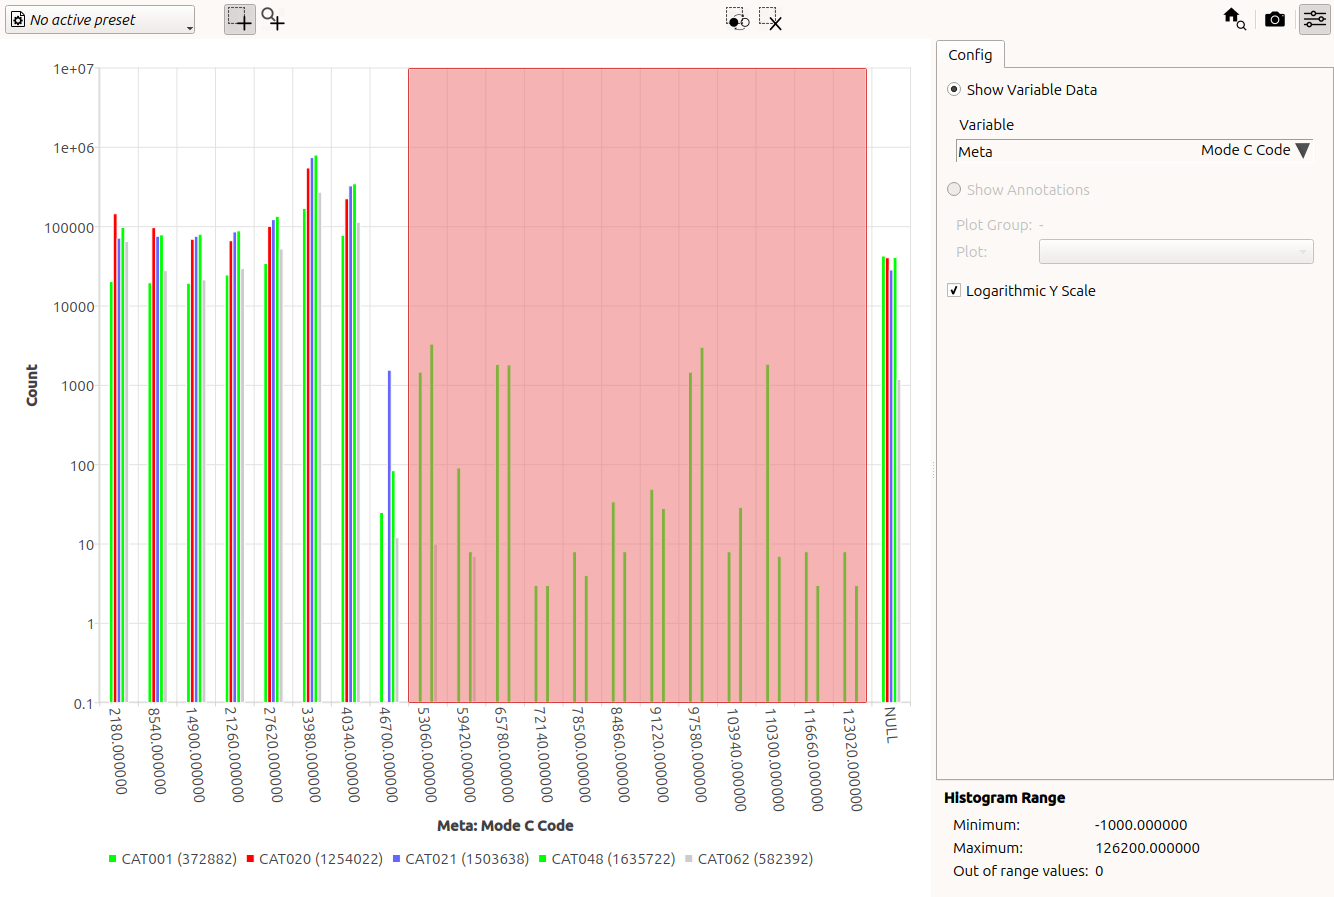 No active preset
1e+07
1e+06
100000
10000
1000
100
10
1
0.1
Count
2180.000000
8540.000000
14900.000000
21260.000000
27620.000000
33980.000000
40340.000000
46700.000000
53060.000000
59420.000000
65780.000000
72140.000000
78500.000000
84860.000000
91220.000000
97580.000000
103940.000000
110300.000000
116660.000000
123020.000000
NULL
Meta: Mode C Code
CAT001 (372882) CAT020 (1254022) CAT021 (1503638) CAT048 (1635722) CAT062 (582392)
Config
Show Variable Data
Variable
Meta Mode C Code
Show Annotations
Plot Group: -
Plot:
Logarithmic Y Scale
Histogram Range
Minimum: -1000.000000
Maximum: 126200.000000
Out of range values: 0